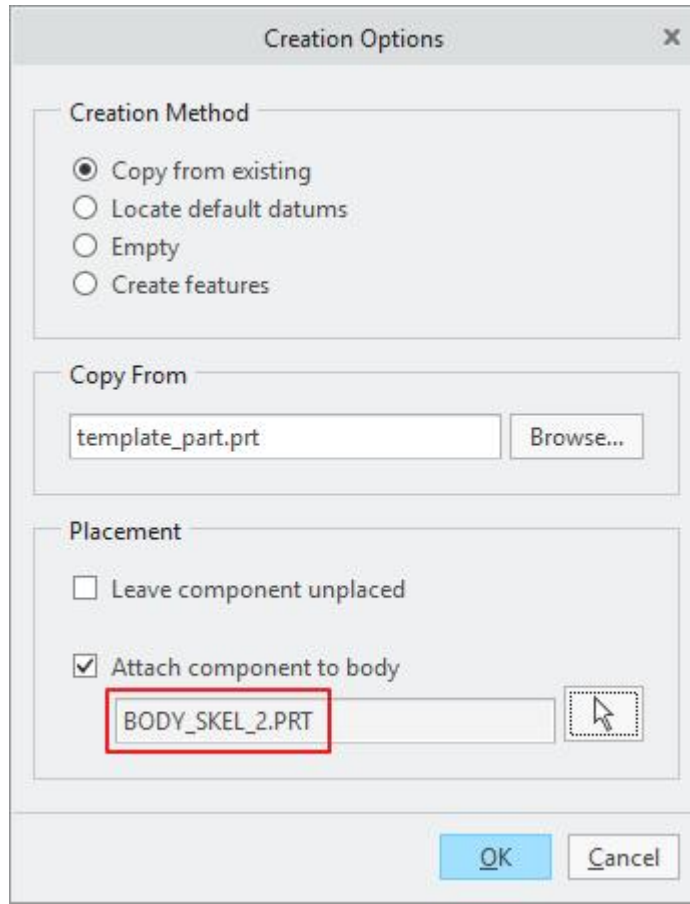 Creation Options
Creation Method
Copy from existing
Locate default datums
Empty
Create features
Copy From
template_part.prt Browse...
Placement
Leave component unplaced
Attach component to body
BODY_SKEL_2.PRT
OK Cancel